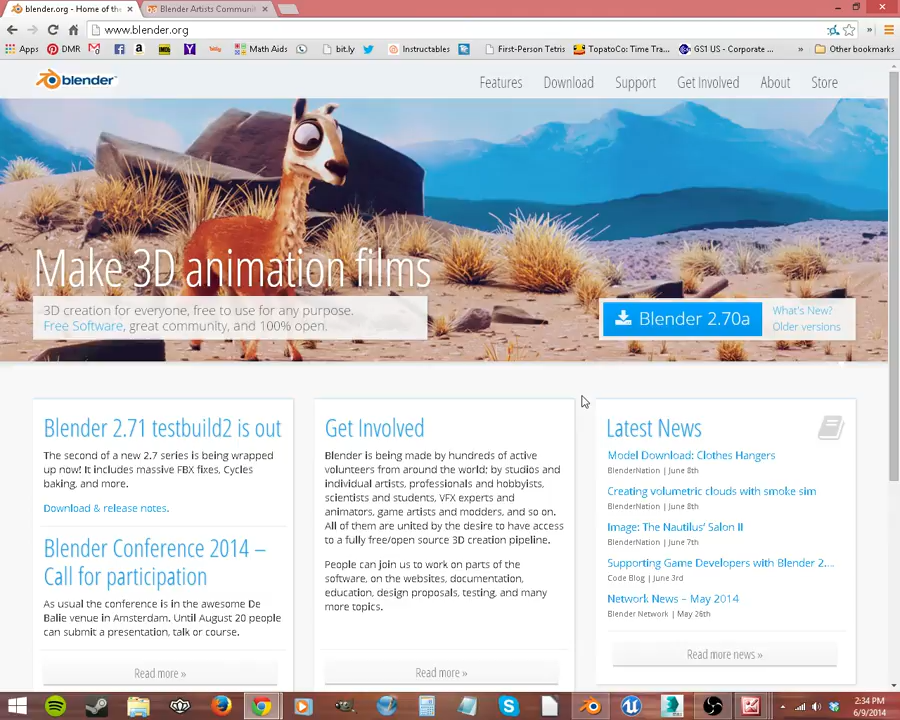 blender.org - Home of the
Blender Artists Communi
www.blender.org
Apps
DMR
bit.ly
Math Aids
Instructables
First-Person Tetris
TopatoCo: Time Tra...
GS1 US - Corporate ...
»
Other bookmarks
blender
Features
Download
Support
Get Involved
About
Store
Make 3D animation films
3D creation for everyone, free to use for any purpose.
Free Software, great community, and 100% open.
Blender 2.70a
What's New?
Older versions
Blender 2.71 testbuild2 is out
The second of a new 2.7 series is being wrapped
up now! It includes massive FBX fixes, Cycles
baking, and more.
Download & release notes.
Blender Conference 2014 –
Call for participation
As usual the conference is in the awesome De
Balie venue in Amsterdam. Until August 20 people
can submit a presentation, talk or course.
Read more »
Get Involved
Blender is being made by hundreds of active
volunteers from around the world; by studios and
individual artists, professionals and hobbyists,
scientists and students, VFX experts and
animators, game artists and modders, and so on.
All of them are united by the desire to have access
to a fully free/open source 3D creation pipeline.
People can join us to work on parts of the
software, on the websites, documentation,
education, design proposals, testing, and many
more topics.
Read more »
Latest News
Model Download: Clothes Hangers
BlenderNation | June 8th
Creating volumetric clouds with smoke sim
BlenderNation | June 8th
Image: The Nautilus' Salon II
BlenderNation | June 7th
Supporting Game Developers with Blender 2....
Code Blog | June 3rd
Network News – May 2014
Blender Network | May 26th
Read more news »
2:34 PM
6/9/2014